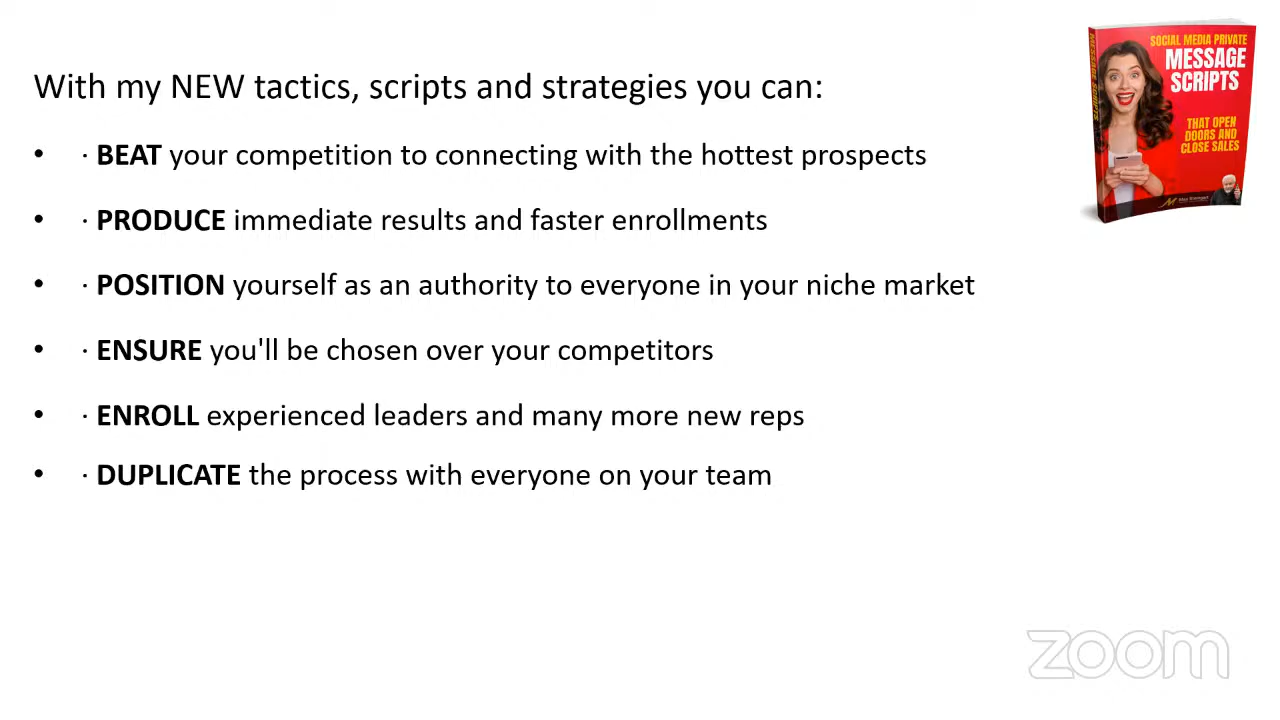 With my NEW tactics, scripts and strategies you can:
• · BEAT your competition to connecting with the hottest prospects
• · PRODUCE immediate results and faster enrollments
• · POSITION yourself as an authority to everyone in your niche market
• · ENSURE you'll be chosen over your competitors
• · ENROLL experienced leaders and many more new reps
• · DUPLICATE the process with everyone on your team
SOCIAL MEDIA PRIVATE
MESSAGE
SCRIPTS
THAT OPEN
DOORS AND
CLOSE SALES
MESSAGE SCRIPTS
zoom